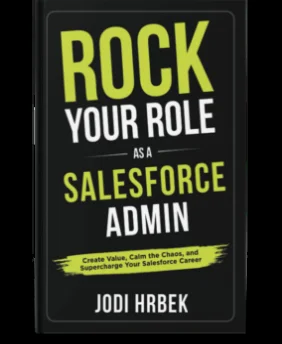 ROCK
YOUR ROLE
AS A
SALESFORCE
ADMIN
Create Value, Calm the Chaos, and
Supercharge Your Salesforce Career
JODI HRBEK